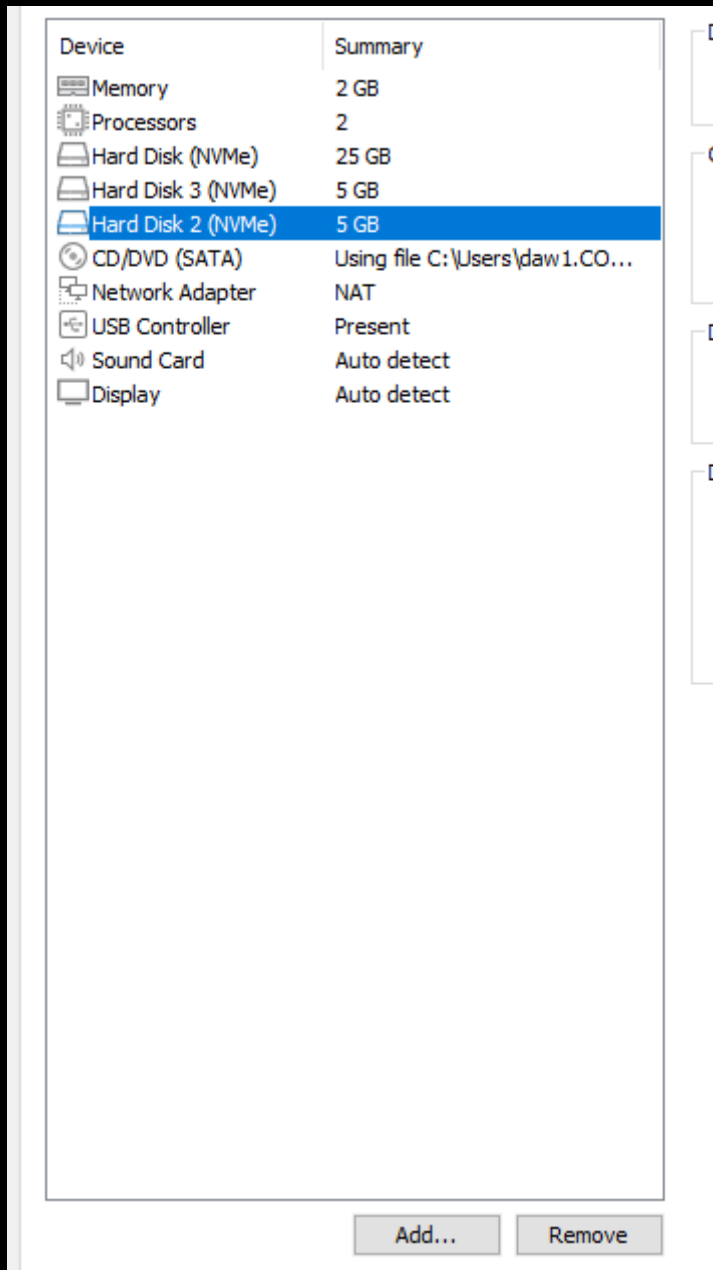 Device Summary
Memory 2 GB
Processors 2
Hard Disk (NVMe) 25 GB
Hard Disk 3 (NVMe) 5 GB
Hard Disk 2 (NVMe) 5 GB
CD/DVD (SATA) Using file C:\Users\daw1.CO...
Network Adapter NAT
USB Controller Present
Sound Card Auto detect
Display Auto detect
Add... Remove